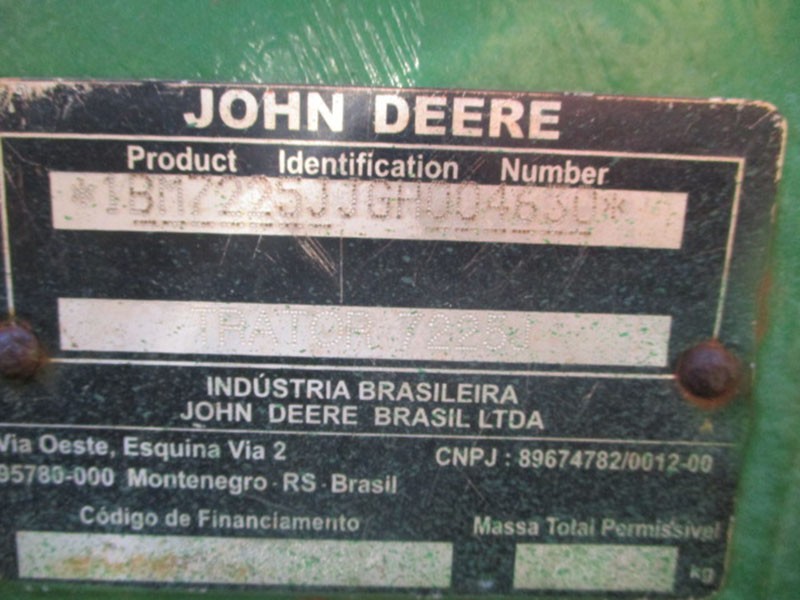 JOHN DEERE
Product Identification Number
*1BM7225JJGH004630*
TRATOR 7225J
INDÚSTRIA BRASILEIRA
JOHN DEERE BRASIL LTDA
Via Oeste, Esquina Via 2
CNPJ : 89674782/0012-00
95780-000 Montenegro - RS - Brasil
Código de Financiamento
Massa Total Permissível
kg